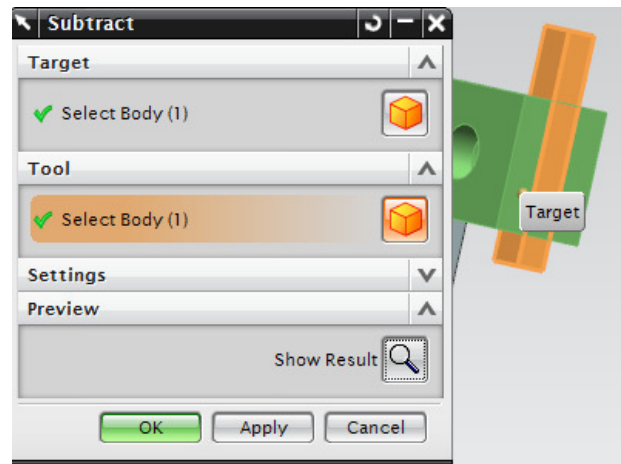 Subtract
Target
Select Body (1)
Tool
Select Body (1)
Target
Settings
Preview
Show Result
OK Apply Cancel